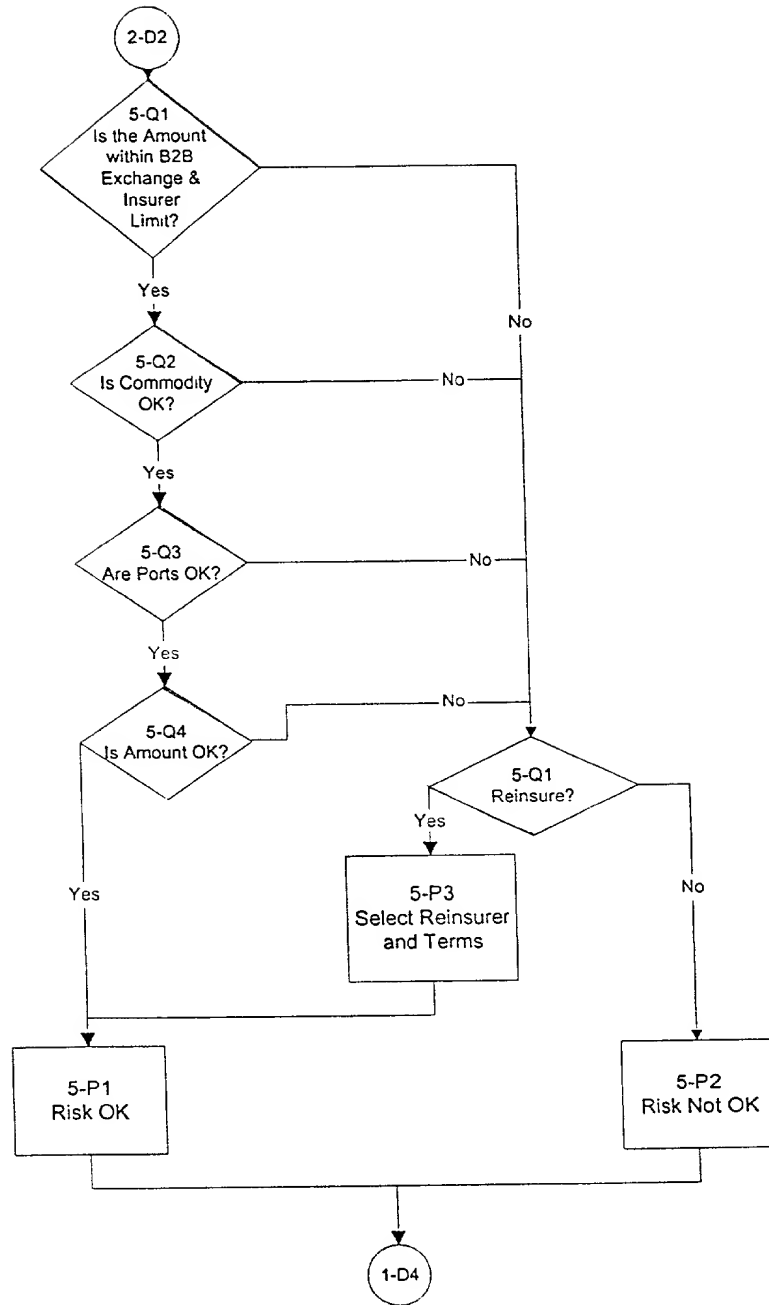 2-D2
5-Q1
Is the Amount
within B2B
Exchange &
Insurer
Limit?
Yes
No
5-Q2
Is Commodity
OK?
No
Yes
5-Q3
Are Ports OK?
No
Yes
5-Q4
Is Amount OK?
No
5-Q1
Reinsure?
Yes
Yes
No
5-P3
Select Reinsurer
and Terms
5-P1
Risk OK
5-P2
Risk Not OK
1-D4